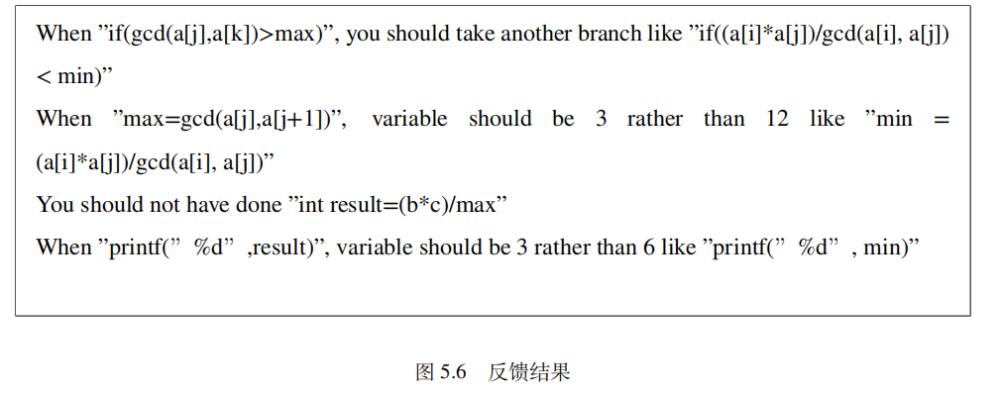 When ”if(gcd(a[j],a[k])>max)”, you should take another branch like ”if((a[i]*a[j])/gcd(a[i], a[j])
< min)”
When ”max=gcd(a[j],a[j+1])”, variable should be 3 rather than 12 like ”min =
(a[i]*a[j])/gcd(a[i], a[j])”
You should not have done ”int result=(b*c)/max”
When ”printf(” %d” ,result)”, variable should be 3 rather than 6 like ”printf(” %d” , min)”
图 5.6 反馈结果